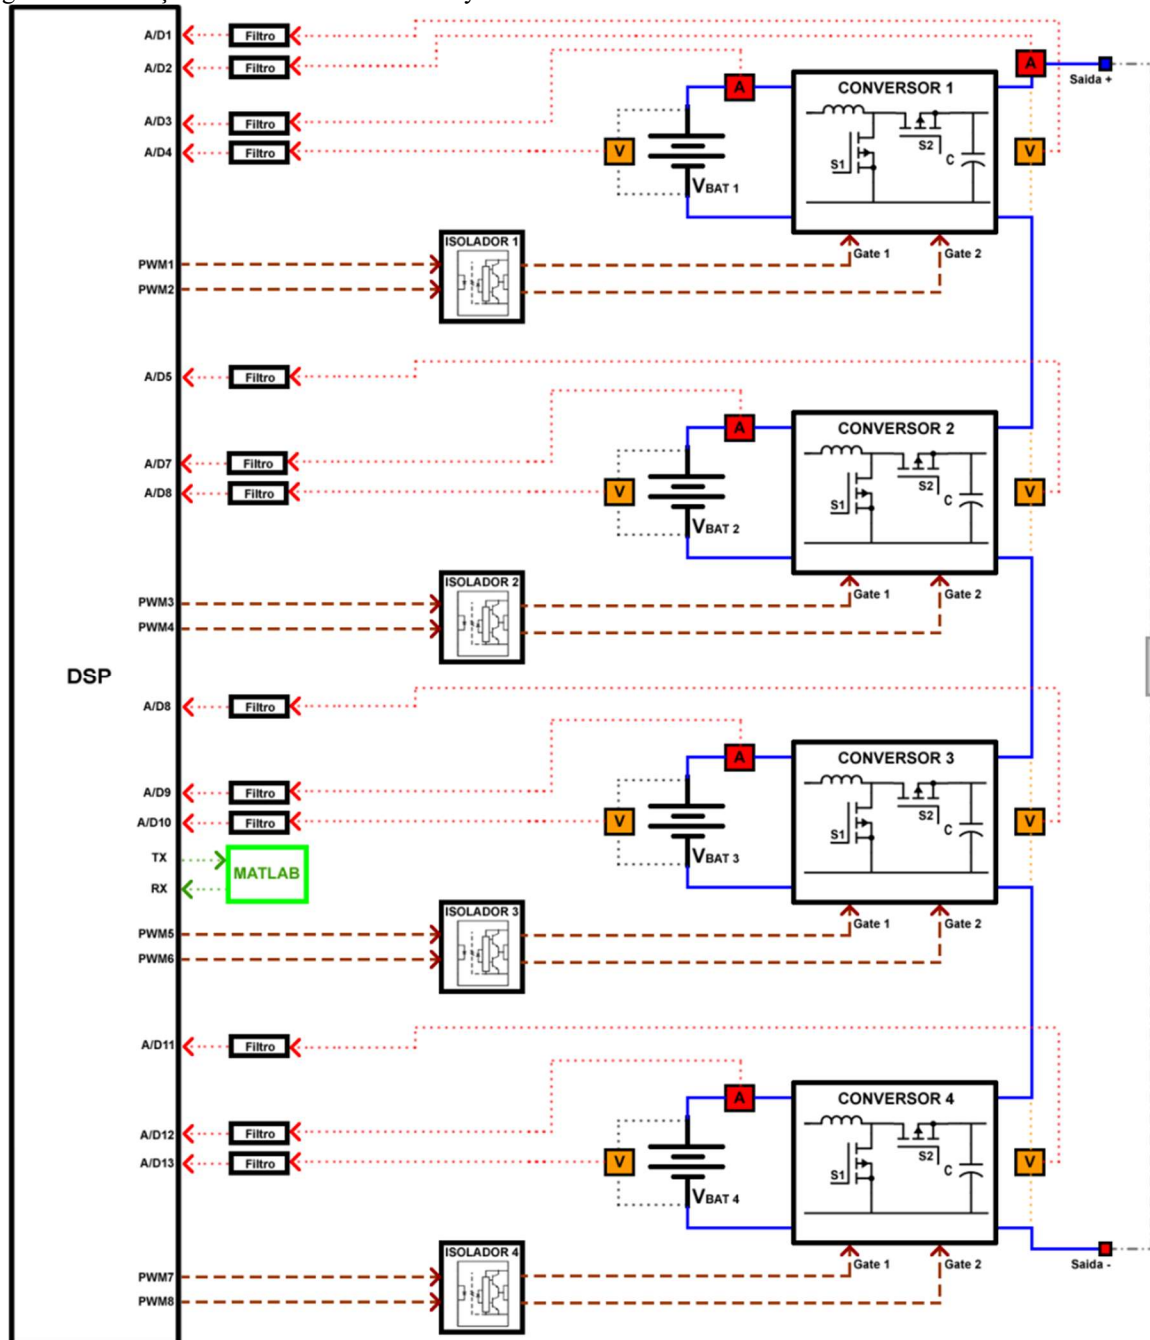 A/D1
Filtro
A/D2
Filtro
A
A
Saida +
CONVERSOR 1
A/D3
Filtro
A/D4
Filtro
V
V
S1
S2
C
VBAT 1
ISOLADOR 1
Gate 1
Gate 2
PWM1
PWM2
A/D5
Filtro
A
CONVERSOR 2
A/D7
Filtro
A/D8
Filtro
V
V
S1
S2
C
VBAT 2
ISOLADOR 2
Gate 1
Gate 2
PWM3
PWM4
DSP
A/D8
Filtro
A
CONVERSOR 3
A/D9
Filtro
A/D10
Filtro
V
V
S1
S2
C
VBAT 3
TX
MATLAB
RX
ISOLADOR 3
Gate 1
Gate 2
PWM5
PWM6
A/D11
Filtro
A
CONVERSOR 4
A/D12
Filtro
A/D13
Filtro
V
V
S1
S2
C
VBAT 4
ISOLADOR 4
Gate 1
Gate 2
Saida -
PWM7
PWM8